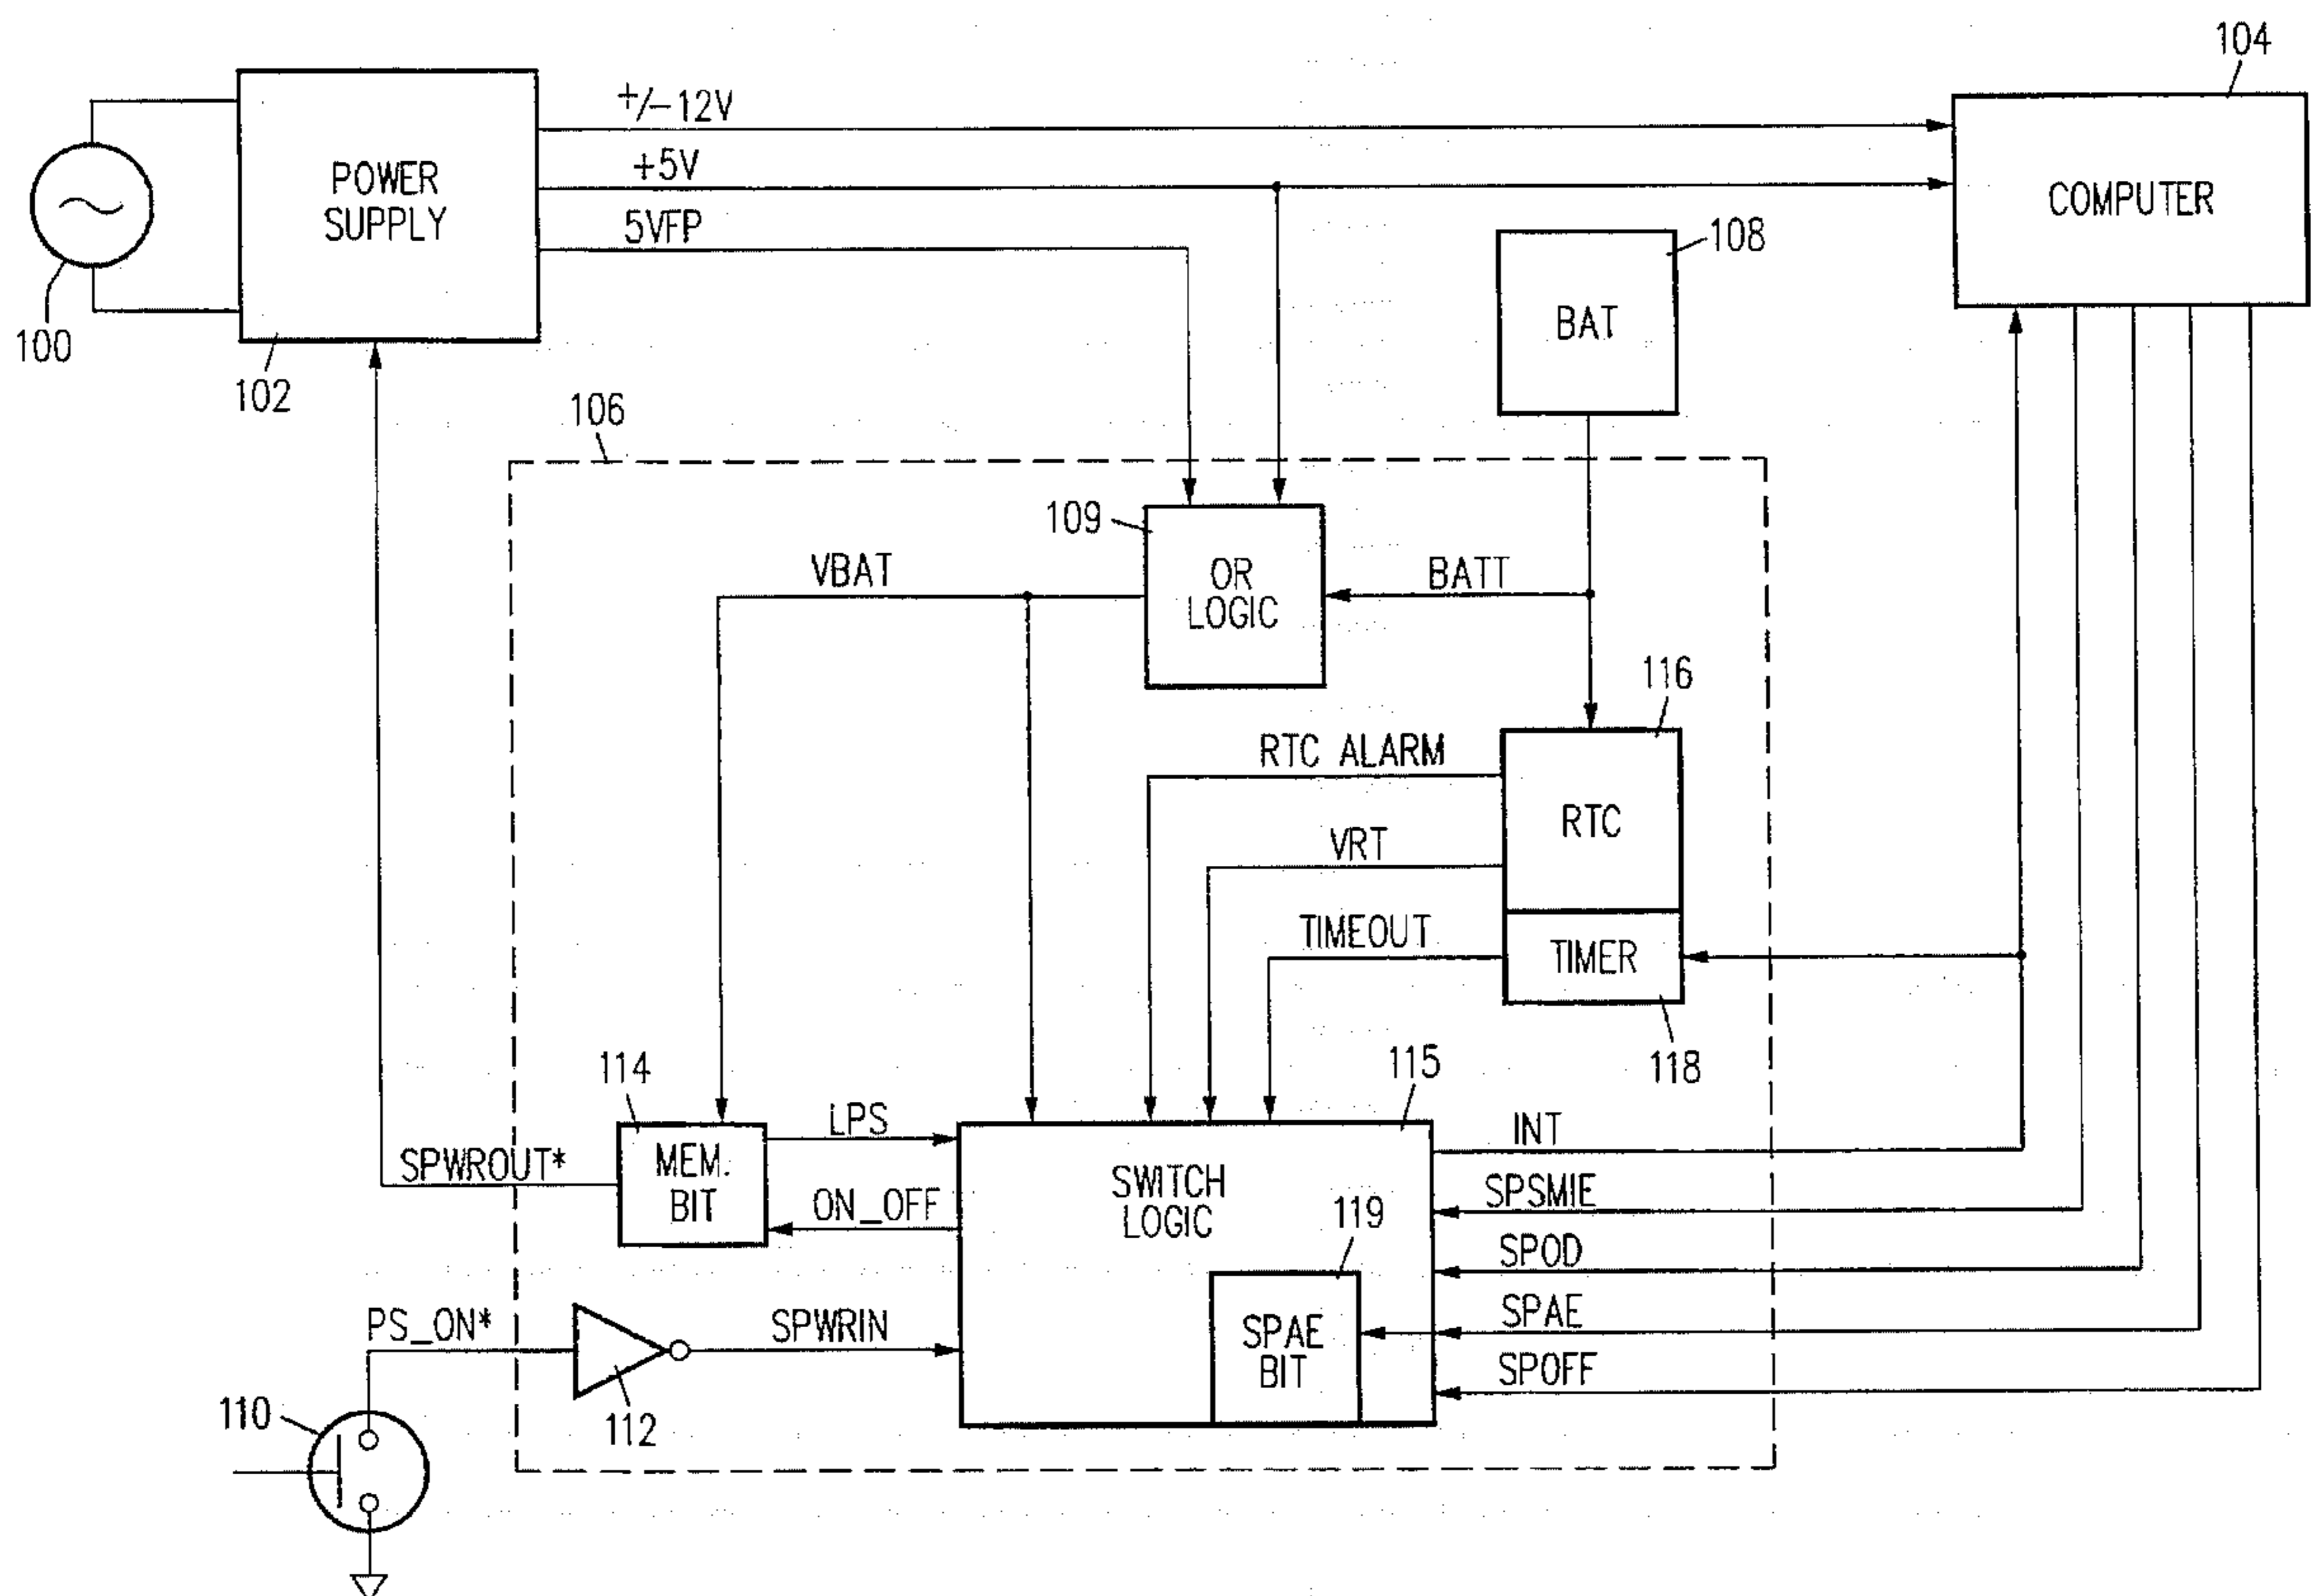 104
+/-12V
POWER
SUPPLY
+5V
COMPUTER
5VFP
108
BAT
100
102
106
109
VBAT
OR
LOGIC
BATT
116
RTC ALARM
RTC
VRT
TIMEOUT
TIMER
114
115
118
LPS
INT
SPWROUT*
MEM.
BIT
SWITCH
LOGIC
SPSMIE
ON_OFF
119
SPOD
PS_ON*
SPWRIN
SPAE
BIT
SPAE
SPOFF
110
112